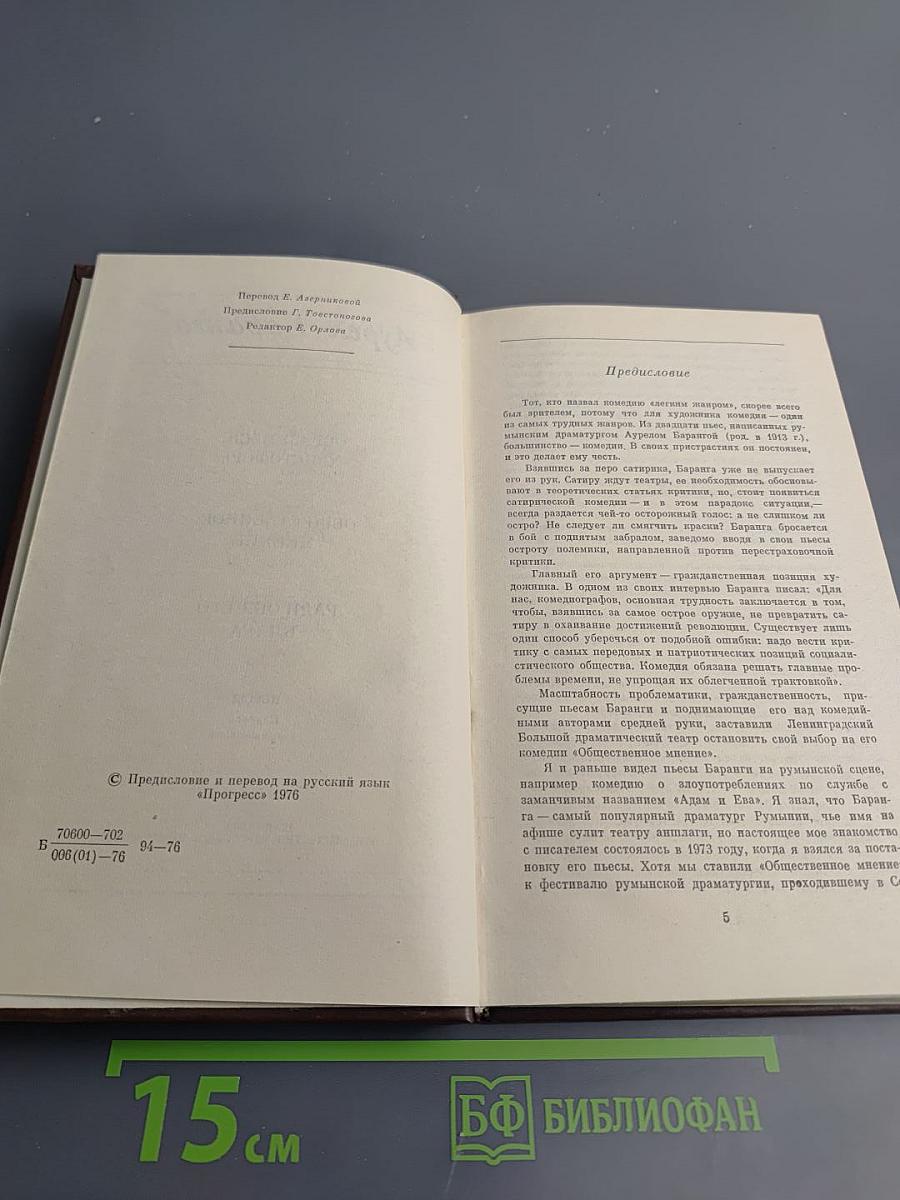 Перевод Е. Азерниковой
Предисловие Г. Товстоногова
Редактор Е. Орлова
© Предисловие и перевод на русский язык
«Прогресс» 1976
Б 70600—702
006(01)—76 94—76
Предисловие
Тот, кто назвал комедию «легким жанром», скорее всего
был зрителем, потому что для художника комедия — один
из самых трудных жанров. Из двадцати пьес, написанных ру-
мынским драматургом Аурелом Барангой (род. в 1913 г.),
большинство — комедии. В своих пристрастиях он постоянен,
и это делает ему честь.
Взявшись за перо сатирика, Баранга уже не выпускает
его из рук. Сатиру ждут театры, ее необходимость обосновы-
вают в теоретических статьях критики, но, стоит появиться
сатирической комедии — и в этом парадокс ситуации,—
всегда раздается чей-то осторожный голос: а не слишком ли
остро? Не следует ли смягчить краски? Баранга бросается
в бой с поднятым забралом, заведомо вводя в свои пьесы
остроту полемики, направленной против перестраховочной
критики.
Главный его аргумент — гражданственная позиция ху-
дожника. В одном из своих интервью Баранга писал: «Для
нас, комедиографов, основная трудность заключается в том,
чтобы, взявшись за самое острое оружие, не превратить са-
тиру в охаивание достижений революции. Существует лишь
один способ уберечься от подобной ошибки: надо вести кри-
тику с самых передовых и патриотических позиций социали-
стического общества. Комедия обязана решать главные про-
блемы времени, не упрощая их облегченной трактовкой».
Масштабность проблематики, гражданственность, при-
сущие пьесам Баранги и поднимающие его над комедий-
ными авторами средней руки, заставили Ленинградский
Большой драматический театр остановить свой выбор на его
комедии «Общественное мнение».
Я и раньше видел пьесы Баранги на румынской сцене,
например комедию о злоупотреблениях по службе с
заманчивым названием «Адам и Ева». Я знал, что Баран-
га — самый популярный драматург Румынии, чье имя на
афише сулит театру аншлаги, но настоящее мое знакомство
с писателем состоялось в 1973 году, когда я взялся за поста-
новку его пьесы. Хотя мы ставили «Общественное мнение»
к фестивалю румынской драматургии, проходившему в Со
5
15 см
БФ БИБЛИОФАН